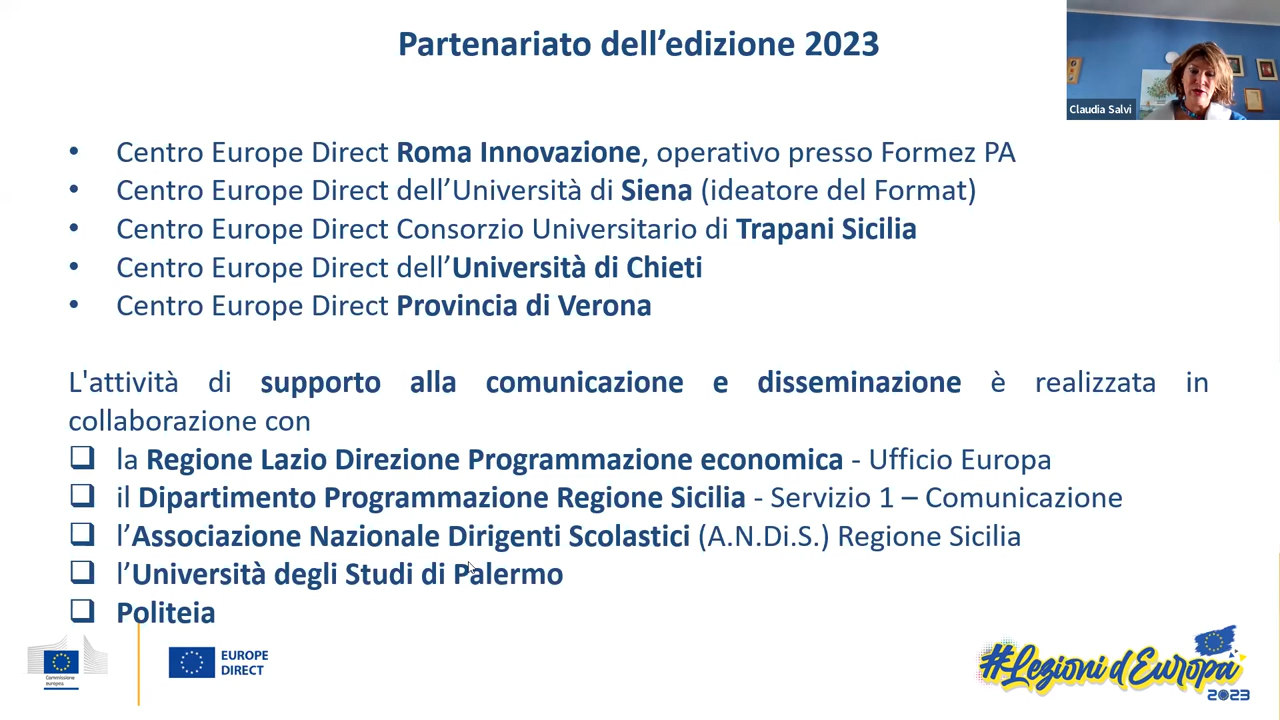 Partenariato dell’edizione 2023
Claudia Salvi
• Centro Europe Direct Roma Innovazione, operativo presso Formez PA
• Centro Europe Direct dell’Università di Siena (ideatore del Format)
• Centro Europe Direct Consorzio Universitario di Trapani Sicilia
• Centro Europe Direct dell’Università di Chieti
• Centro Europe Direct Provincia di Verona
L'attività di supporto alla comunicazione e disseminazione è realizzata in
collaborazione con
❑ la Regione Lazio Direzione Programmazione economica - Ufficio Europa
❑ il Dipartimento Programmazione Regione Sicilia - Servizio 1 – Comunicazione
❑ l’Associazione Nazionale Dirigenti Scolastici (A.N.Di.S.) Regione Sicilia
❑ l’Università degli Studi di Palermo
❑ Politeia
Commissione
europea
EUROPE
DIRECT
#Lezioni d'Europa
2023